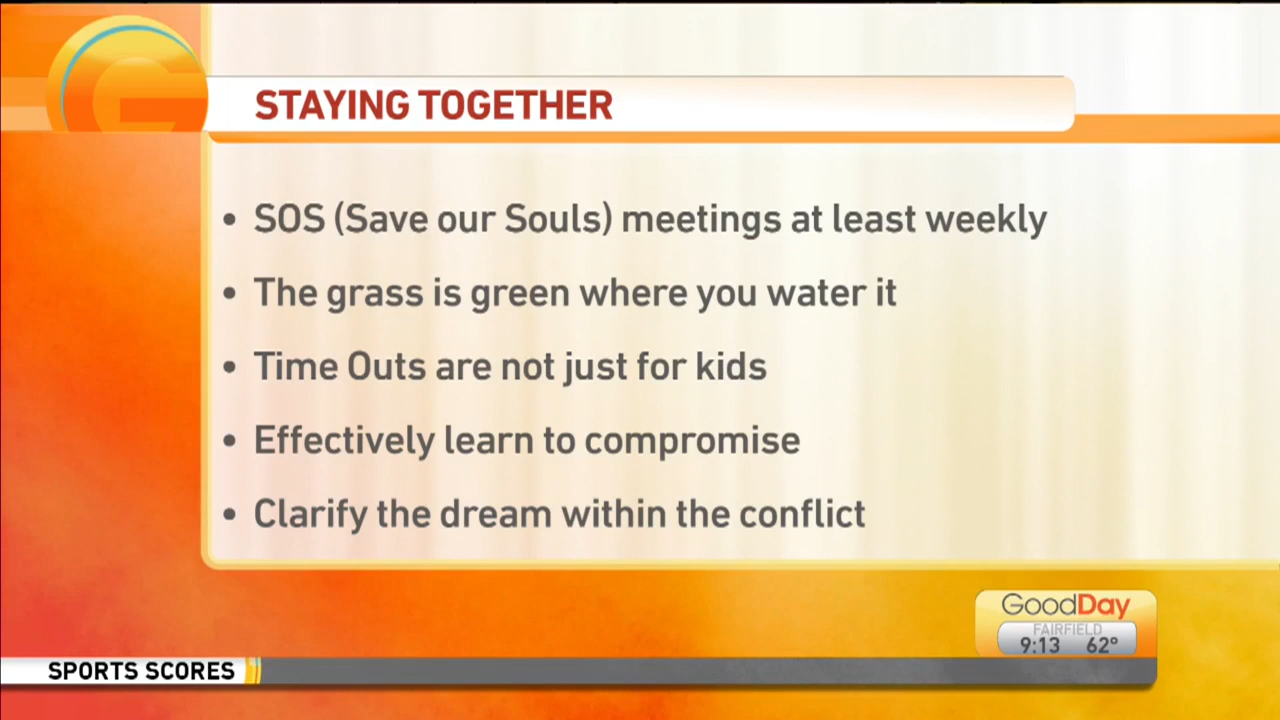 STAYING TOGETHER
• SOS (Save our Souls) meetings at least weekly
• The grass is green where you water it
• Time Outs are not just for kids
• Effectively learn to compromise
• Clarify the dream within the conflict
GoodDay
FAIRFIELD
9:13 62°
SPORTS SCORES